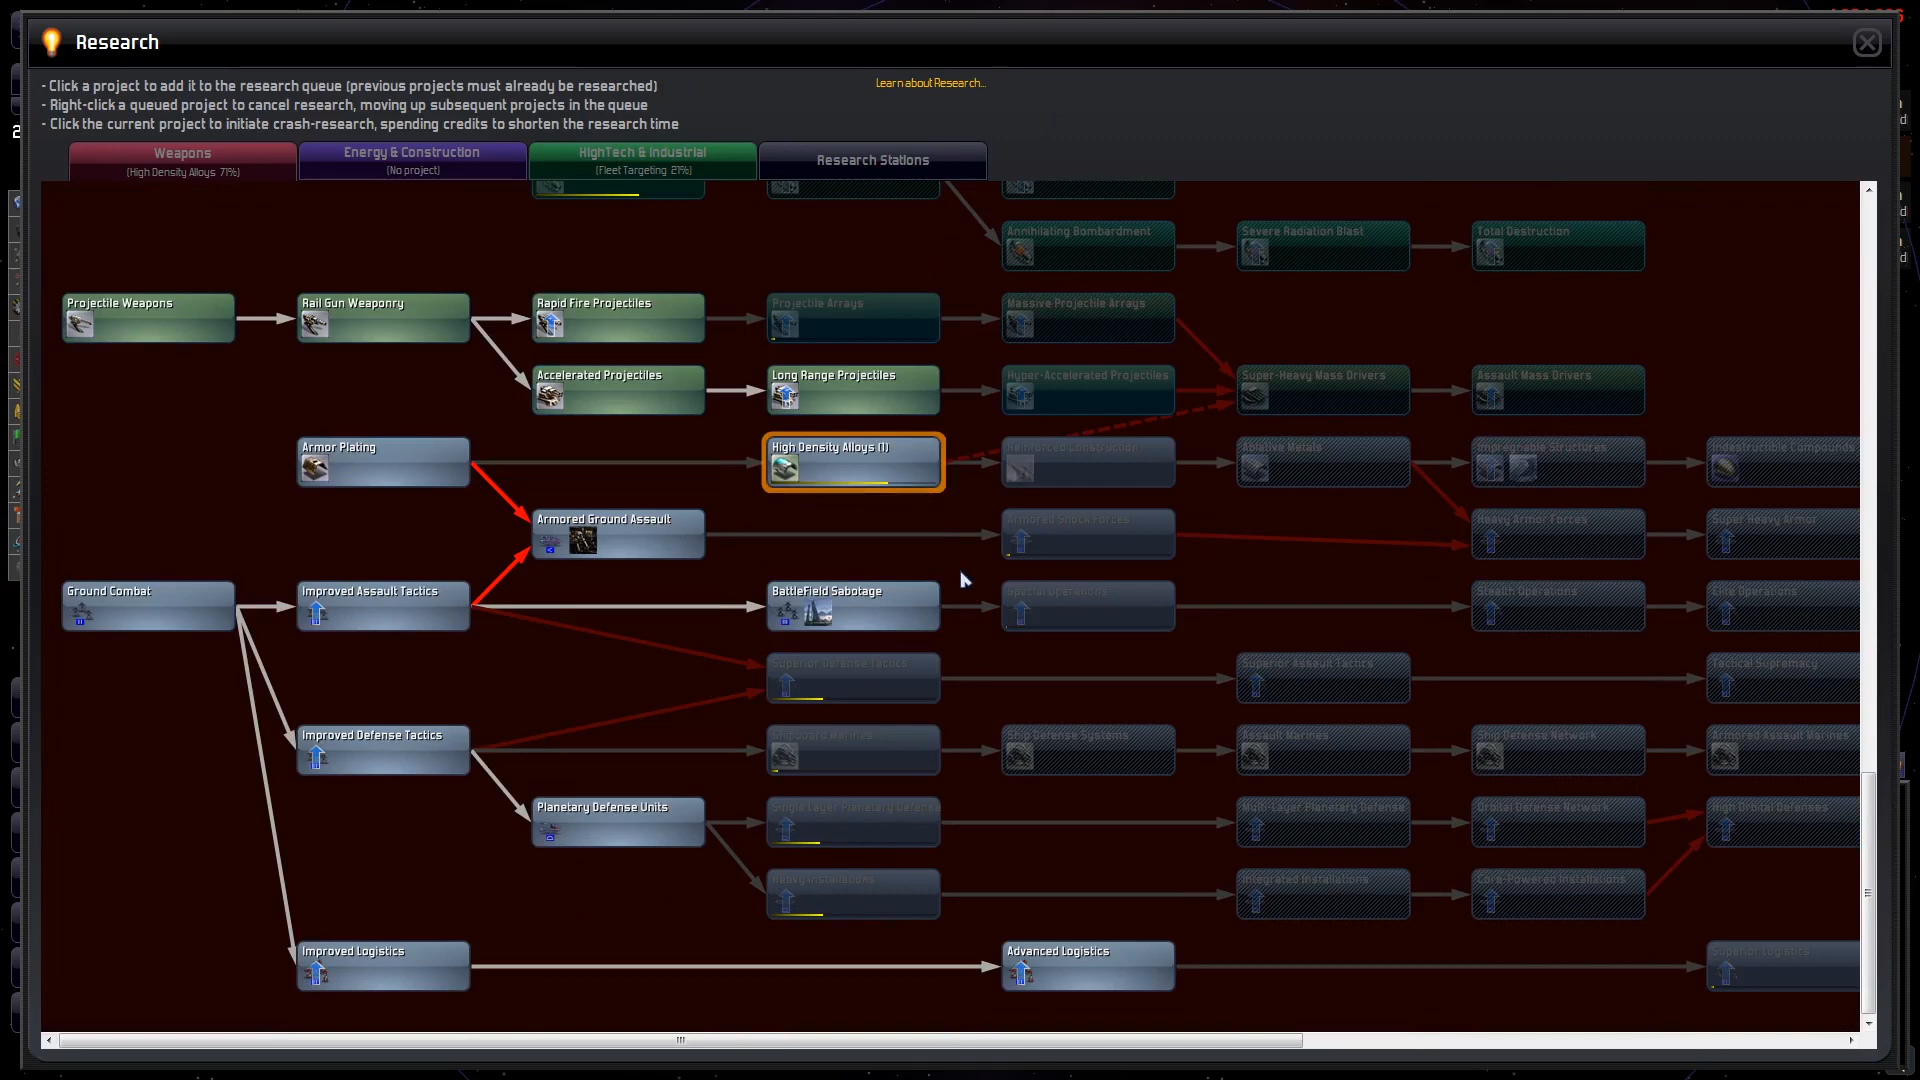 Research
- Click a project to add it to the research queue (previous projects must already be researched)
Learn about Research...
- Right-click a queued project to cancel research, moving up subsequent projects in the queue
- Click the current project to initiate crash-research, spending credits to shorten the research time
Weapons
(High Density Alloys 71%)
Energy & Construction
(No project)
HighTech & Industrial
(Fleet Targeting 21%)
Research Stations
Annihilating Bombardment
Severe Radiation Blast
Total Destruction
Projectile Weapons
Rail Gun Weaponry
Rapid Fire Projectiles
Projectile Arrays
Massive Projectile Arrays
Accelerated Projectiles
Long Range Projectiles
Hyper-Accelerated Projectiles
Super-Heavy Mass Drivers
Assault Mass Drivers
Armor Plating
High Density Alloys (1)
Reinforced Construction
Ablative Metals
Impregnable Structures
Indestructible Compounds
Armored Ground Assault
Armored Shock Forces
Heavy Armor Forces
Super Heavy Armor
Ground Combat
Improved Assault Tactics
BattleField Sabotage
Special Operations
Stealth Operations
Elite Operations
Superior Defense Tactics
Superior Assault Tactics
Tactical Supremacy
Improved Defense Tactics
Shipboard Marines
Ship Defense Systems
Assault Marines
Ship Defense Network
Armored Assault Marines
Planetary Defense Units
Single Layer Planetary Defense
Multi-Layer Planetary Defense
Orbital Defense Network
High Orbital Defenses
Heavy Installations
Integrated Installations
Core-Powered Installations
Improved Logistics
Advanced Logistics
Superior Logistics